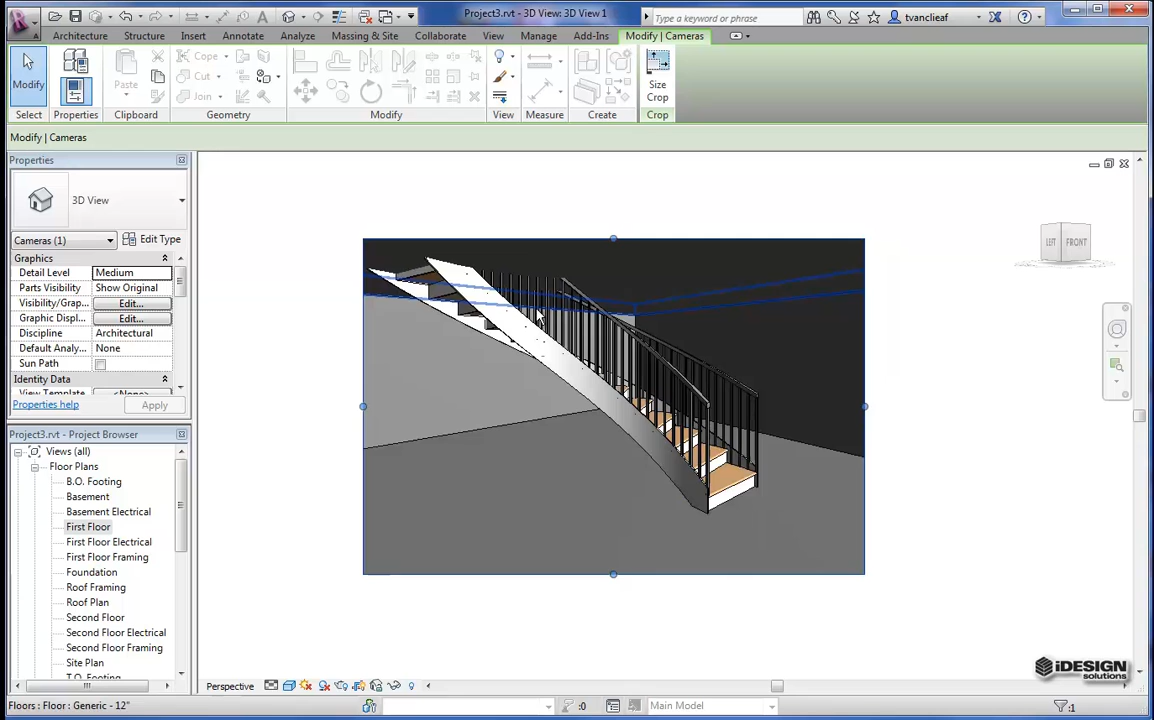 Project3.rvt - 3D View: 3D View 1
Type a keyword or phrase
tvanclieaf
Architecture
Structure
Insert
Annotate
Analyze
Massing & Site
Collaborate
View
Manage
Add-Ins
Modify | Cameras
Modify
Paste
Cope
Cut
Join
Size
Crop
Select
Properties
Clipboard
Geometry
Modify
View
Measure
Create
Crop
Modify | Cameras
Properties
3D View
Cameras (1)
Edit Type
Graphics
Detail Level
Medium
Parts Visibility
Show Original
Visibility/Grap...
Edit...
Graphic Displ...
Edit...
Discipline
Architectural
Default Analy...
None
Sun Path
Identity Data
View Template
<None>
Properties help
Apply
Project3.rvt - Project Browser
Views (all)
Floor Plans
B.O. Footing
Basement
Basement Electrical
First Floor
First Floor Electrical
First Floor Framing
Foundation
Roof Framing
Roof Plan
Second Floor
Second Floor Electrical
Second Floor Framing
Site Plan
T.O. Footing
LEFT
FRONT
Perspective
iDESIGN
solutions
Floors : Floor : Generic - 12"
:0
Main Model
:1